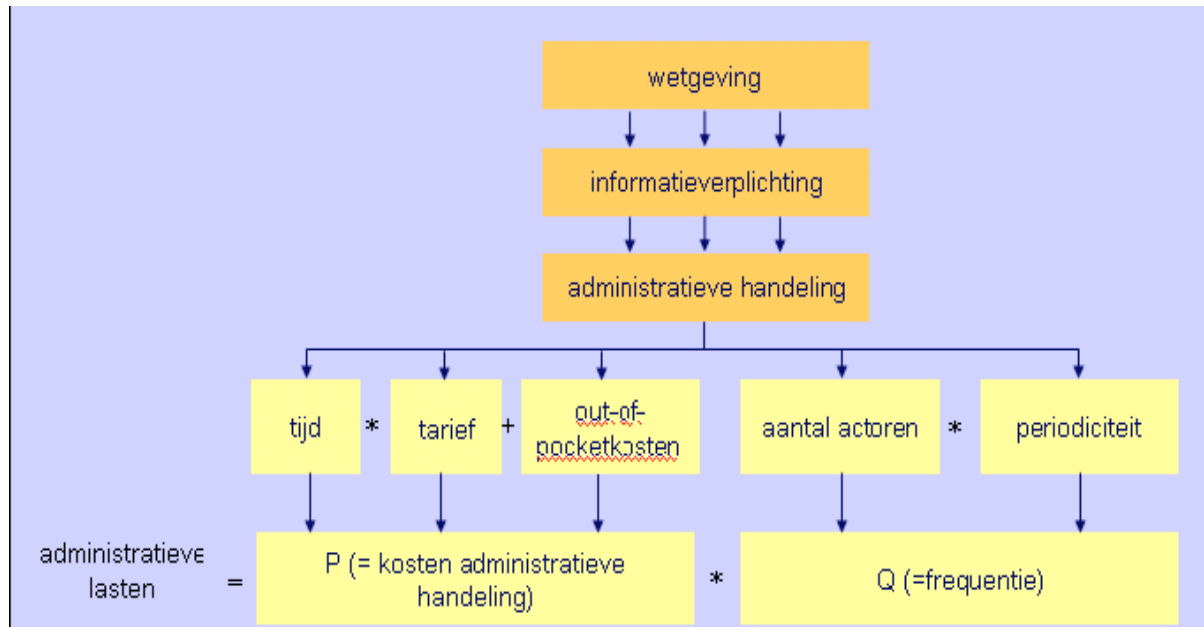 wetgeving
informatieverplichting
administratieve handeling
tijd * tarief + out-of-
pocketkosten
aantal actoren * periodiciteit
administratieve
lasten
=
P (= kosten administratieve
handeling)
*
Q (=frequentie)